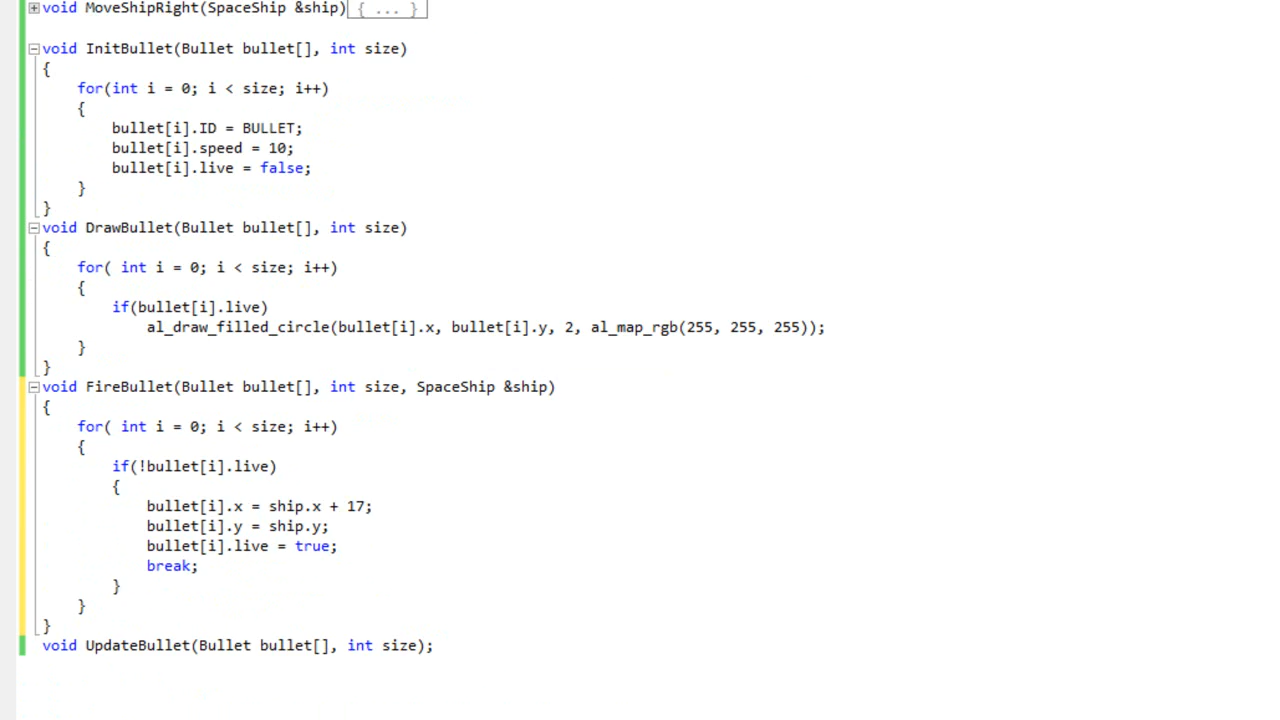 void MoveShipRight(SpaceShip &ship){ ... }
void InitBullet(Bullet bullet[], int size)
{
    for(int i = 0; i < size; i++)
    {
        bullet[i].ID = BULLET;
        bullet[i].speed = 10;
        bullet[i].live = false;
    }
}
void DrawBullet(Bullet bullet[], int size)
{
    for( int i = 0; i < size; i++)
    {
        if(bullet[i].live)
            al_draw_filled_circle(bullet[i].x, bullet[i].y, 2, al_map_rgb(255, 255, 255));
    }
}
void FireBullet(Bullet bullet[], int size, SpaceShip &ship)
{
    for( int i = 0; i < size; i++)
    {
        if(!bullet[i].live)
        {
            bullet[i].x = ship.x + 17;
            bullet[i].y = ship.y;
            bullet[i].live = true;
            break;
        }
    }
}
void UpdateBullet(Bullet bullet[], int size);